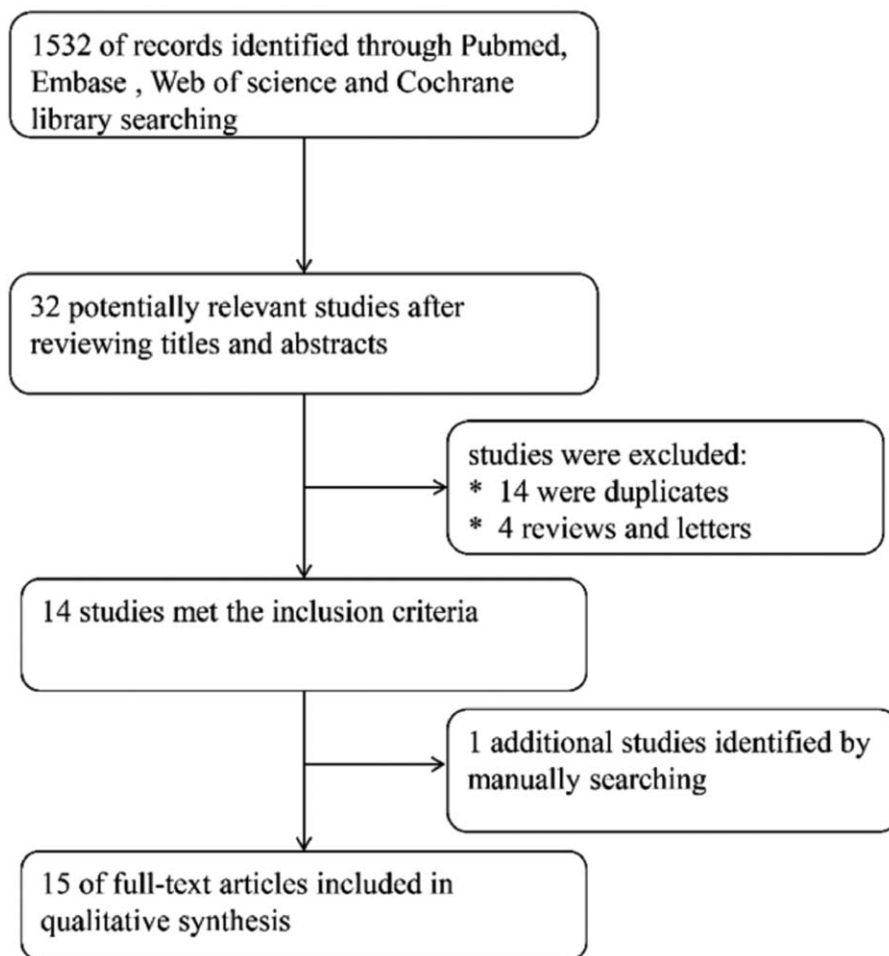 1532 of records identified through Pubmed,
Embase , Web of science and Cochrane
library searching
32 potentially relevant studies after
reviewing titles and abstracts
studies were excluded:
* 14 were duplicates
* 4 reviews and letters
14 studies met the inclusion criteria
1 additional studies identified by
manually searching
15 of full-text articles included in
qualitative synthesis